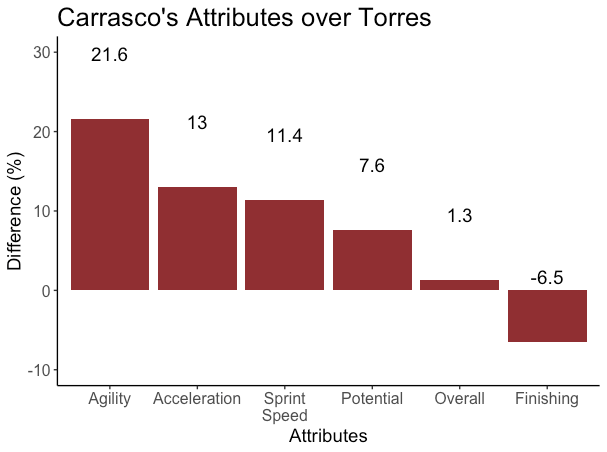 Carrasco's Attributes over Torres
30
20
10
0
-10
Difference (%)
21.6
13
11.4
7.6
1.3
-6.5
Agility
Acceleration
Sprint
Speed
Potential
Overall
Finishing
Attributes